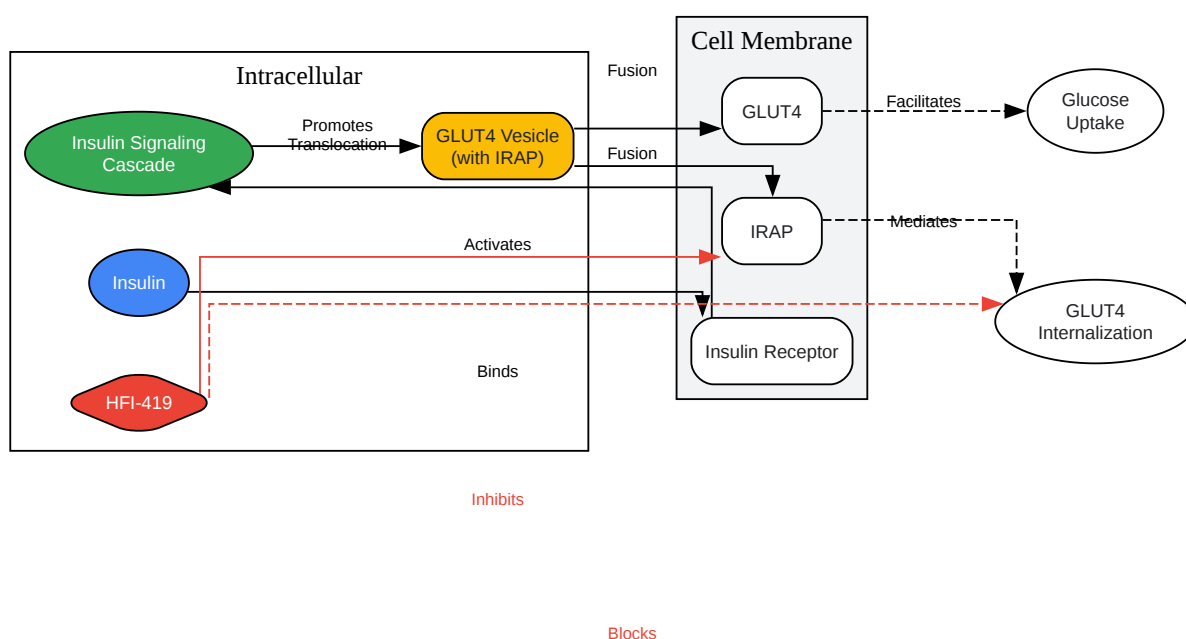 Intracellular
Cell Membrane
Fusion
Insulin Signaling
Cascade
Promotes
Translocation
GLUT4 Vesicle
(with IRAP)
GLUT4
Facilitates
Glucose
Uptake
Fusion
IRAP
Mediates
Activates
Insulin
GLUT4
Internalization
Insulin Receptor
Binds
HFI-419
Inhibits
Blocks